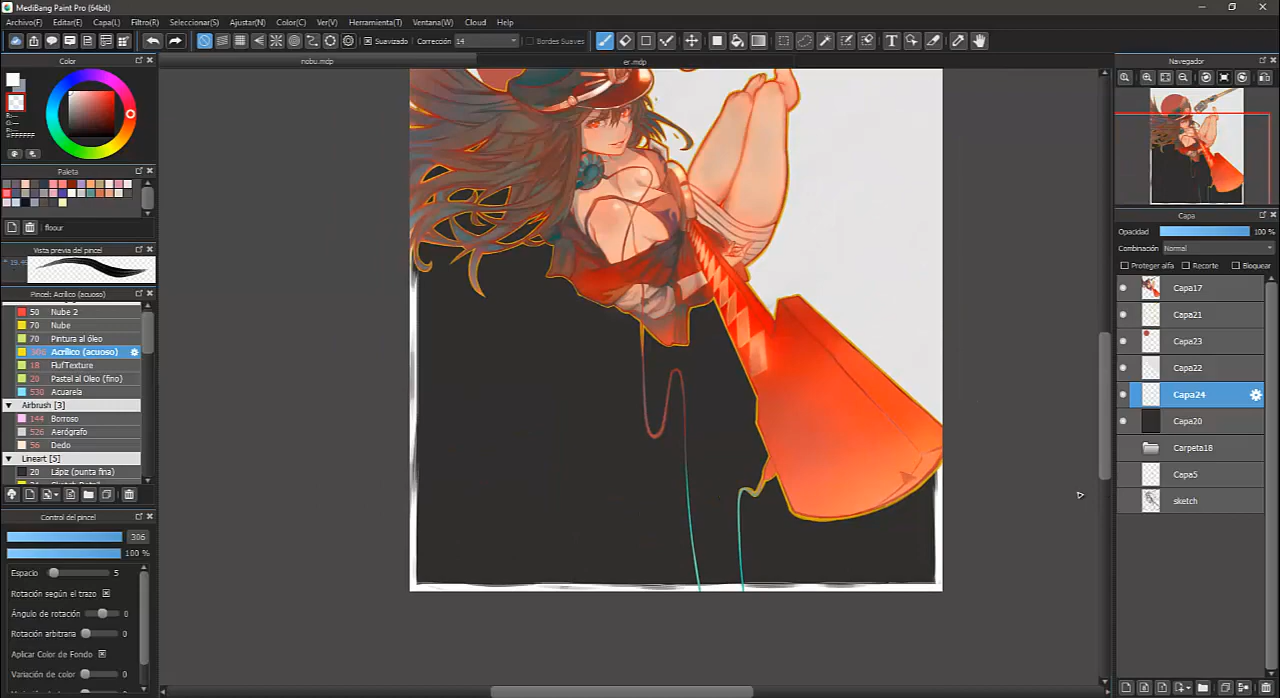 MediBang Paint Pro (64bit)
Archivo(F) Editar(E) Capa(L) Filtro(R) Seleccionar(S) Ajustar(N) Color(C) Ver(V) Herramienta(T) Ventana(W) Cloud Help
Suavizado Corrección 14 Bordes Suaves T
nobu.mdp er.mdp
Color
R:---
G:---
B:---
#FFFFFF
Paleta
Vista previa del pincel
Pincel: Acrílico (acuoso)
50 Nube 2
70 Nube
70 Pintura al óleo
306 Acrílico (acuoso)
18 FlufTexture
20 Pastel al Oleo (fino)
530 Acuarela
Airbrush [3]
144 Borroso
526 Aerógrafo
56 Dedo
Lineart [5]
20 Lápiz (punta fina)
Control del pincel
306
100 %
Espacio 5
Rotación según el trazo
Ángulo de rotación 0
Rotación arbitrana 0
Aplicar Color de Fondo
Variación de color 0
Navegador
Capa
Opacidad 100 %
Combinación Normal
Proteger alfa Recorte Bloquear
Capa17
Capa21
Capa23
Capa22
Capa24
Capa20
Carpeta18
Capa5
sketch